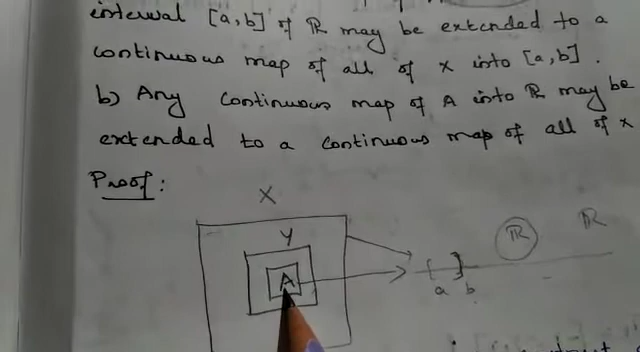 interval [a,b] of ℝ may be extended to a
continuous map of all of x into [a,b].
b) Any continuous map of A into ℝ may be
extended to a continuous map of all of x
Proof:
X
Y
A
[ ]
a b
ℝ
ℝ